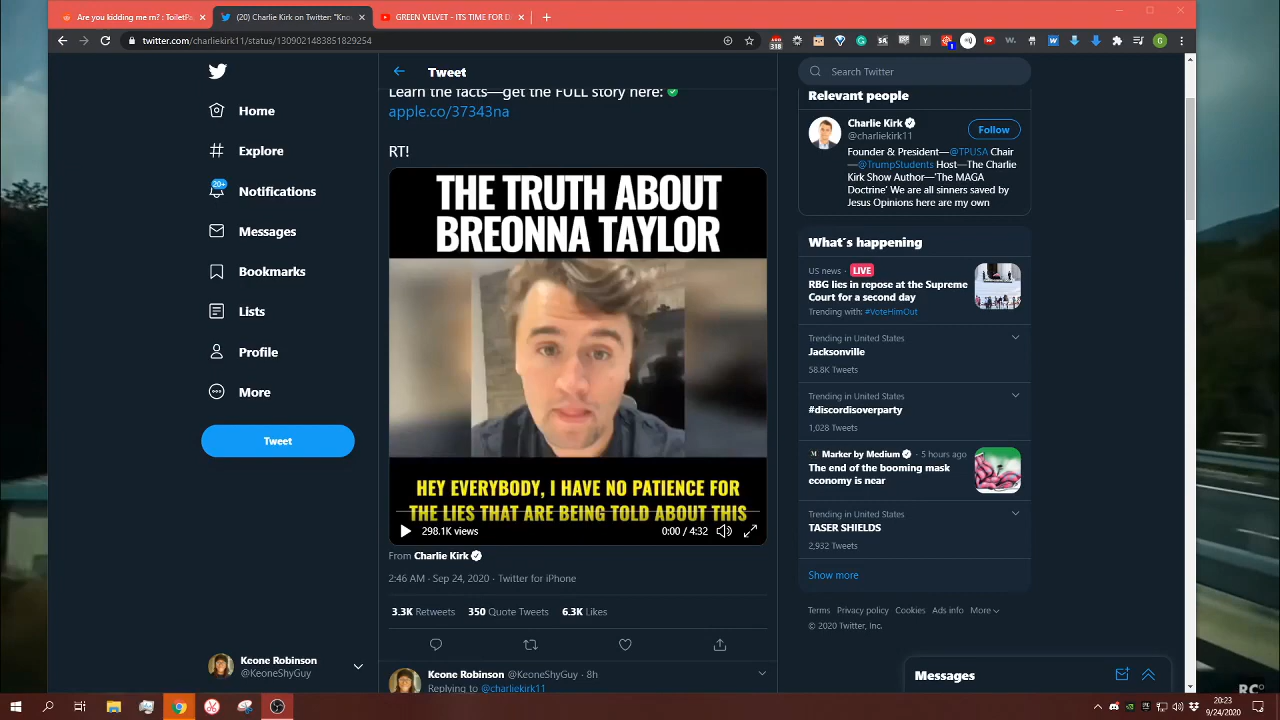 Are you kidding me rn? : ToiletPa
(20) Charlie Kirk on Twitter: "Kno
GREEN VELVET - ITS TIME FOR D
twitter.com/charliekirk11/status/1309021483851829254
318
1
G
Home
Explore
20+
Notifications
Messages
Bookmarks
Lists
Profile
More
Tweet
Keone Robinson
@KeoneShyGuy
Tweet
Learn the facts—get the FULL story here:
apple.co/37343na
RT!
THE TRUTH ABOUT
BREONNA TAYLOR
HEY EVERYBODY, I HAVE NO PATIENCE FOR
THE LIES THAT ARE BEING TOLD ABOUT THIS
298.1K views
0:00 / 4:32
From Charlie Kirk
2:46 AM · Sep 24, 2020 · Twitter for iPhone
3.3K Retweets 350 Quote Tweets 6.3K Likes
Keone Robinson @KeoneShyGuy · 8h
Replying to @charliekirk11
Search Twitter
Relevant people
Charlie Kirk
@charliekirk11
Follow
Founder & President—@TPUSA Chair
—@TrumpStudents Host—The Charlie
Kirk Show Author—'The MAGA
Doctrine' We are all sinners saved by
Jesus Opinions here are my own
What's happening
US news · LIVE
RBG lies in repose at the Supreme
Court for a second day
Trending with: #VoteHimOut
Trending in United States
Jacksonville
58.8K Tweets
Trending in United States
#discordisoverparty
1,028 Tweets
Marker by Medium · 5 hours ago
The end of the booming mask
economy is near
Trending in United States
TASER SHIELDS
2,932 Tweets
Show more
Terms Privacy policy Cookies Ads info More
© 2020 Twitter, Inc.
Messages
RC
20:23
9/24/2020